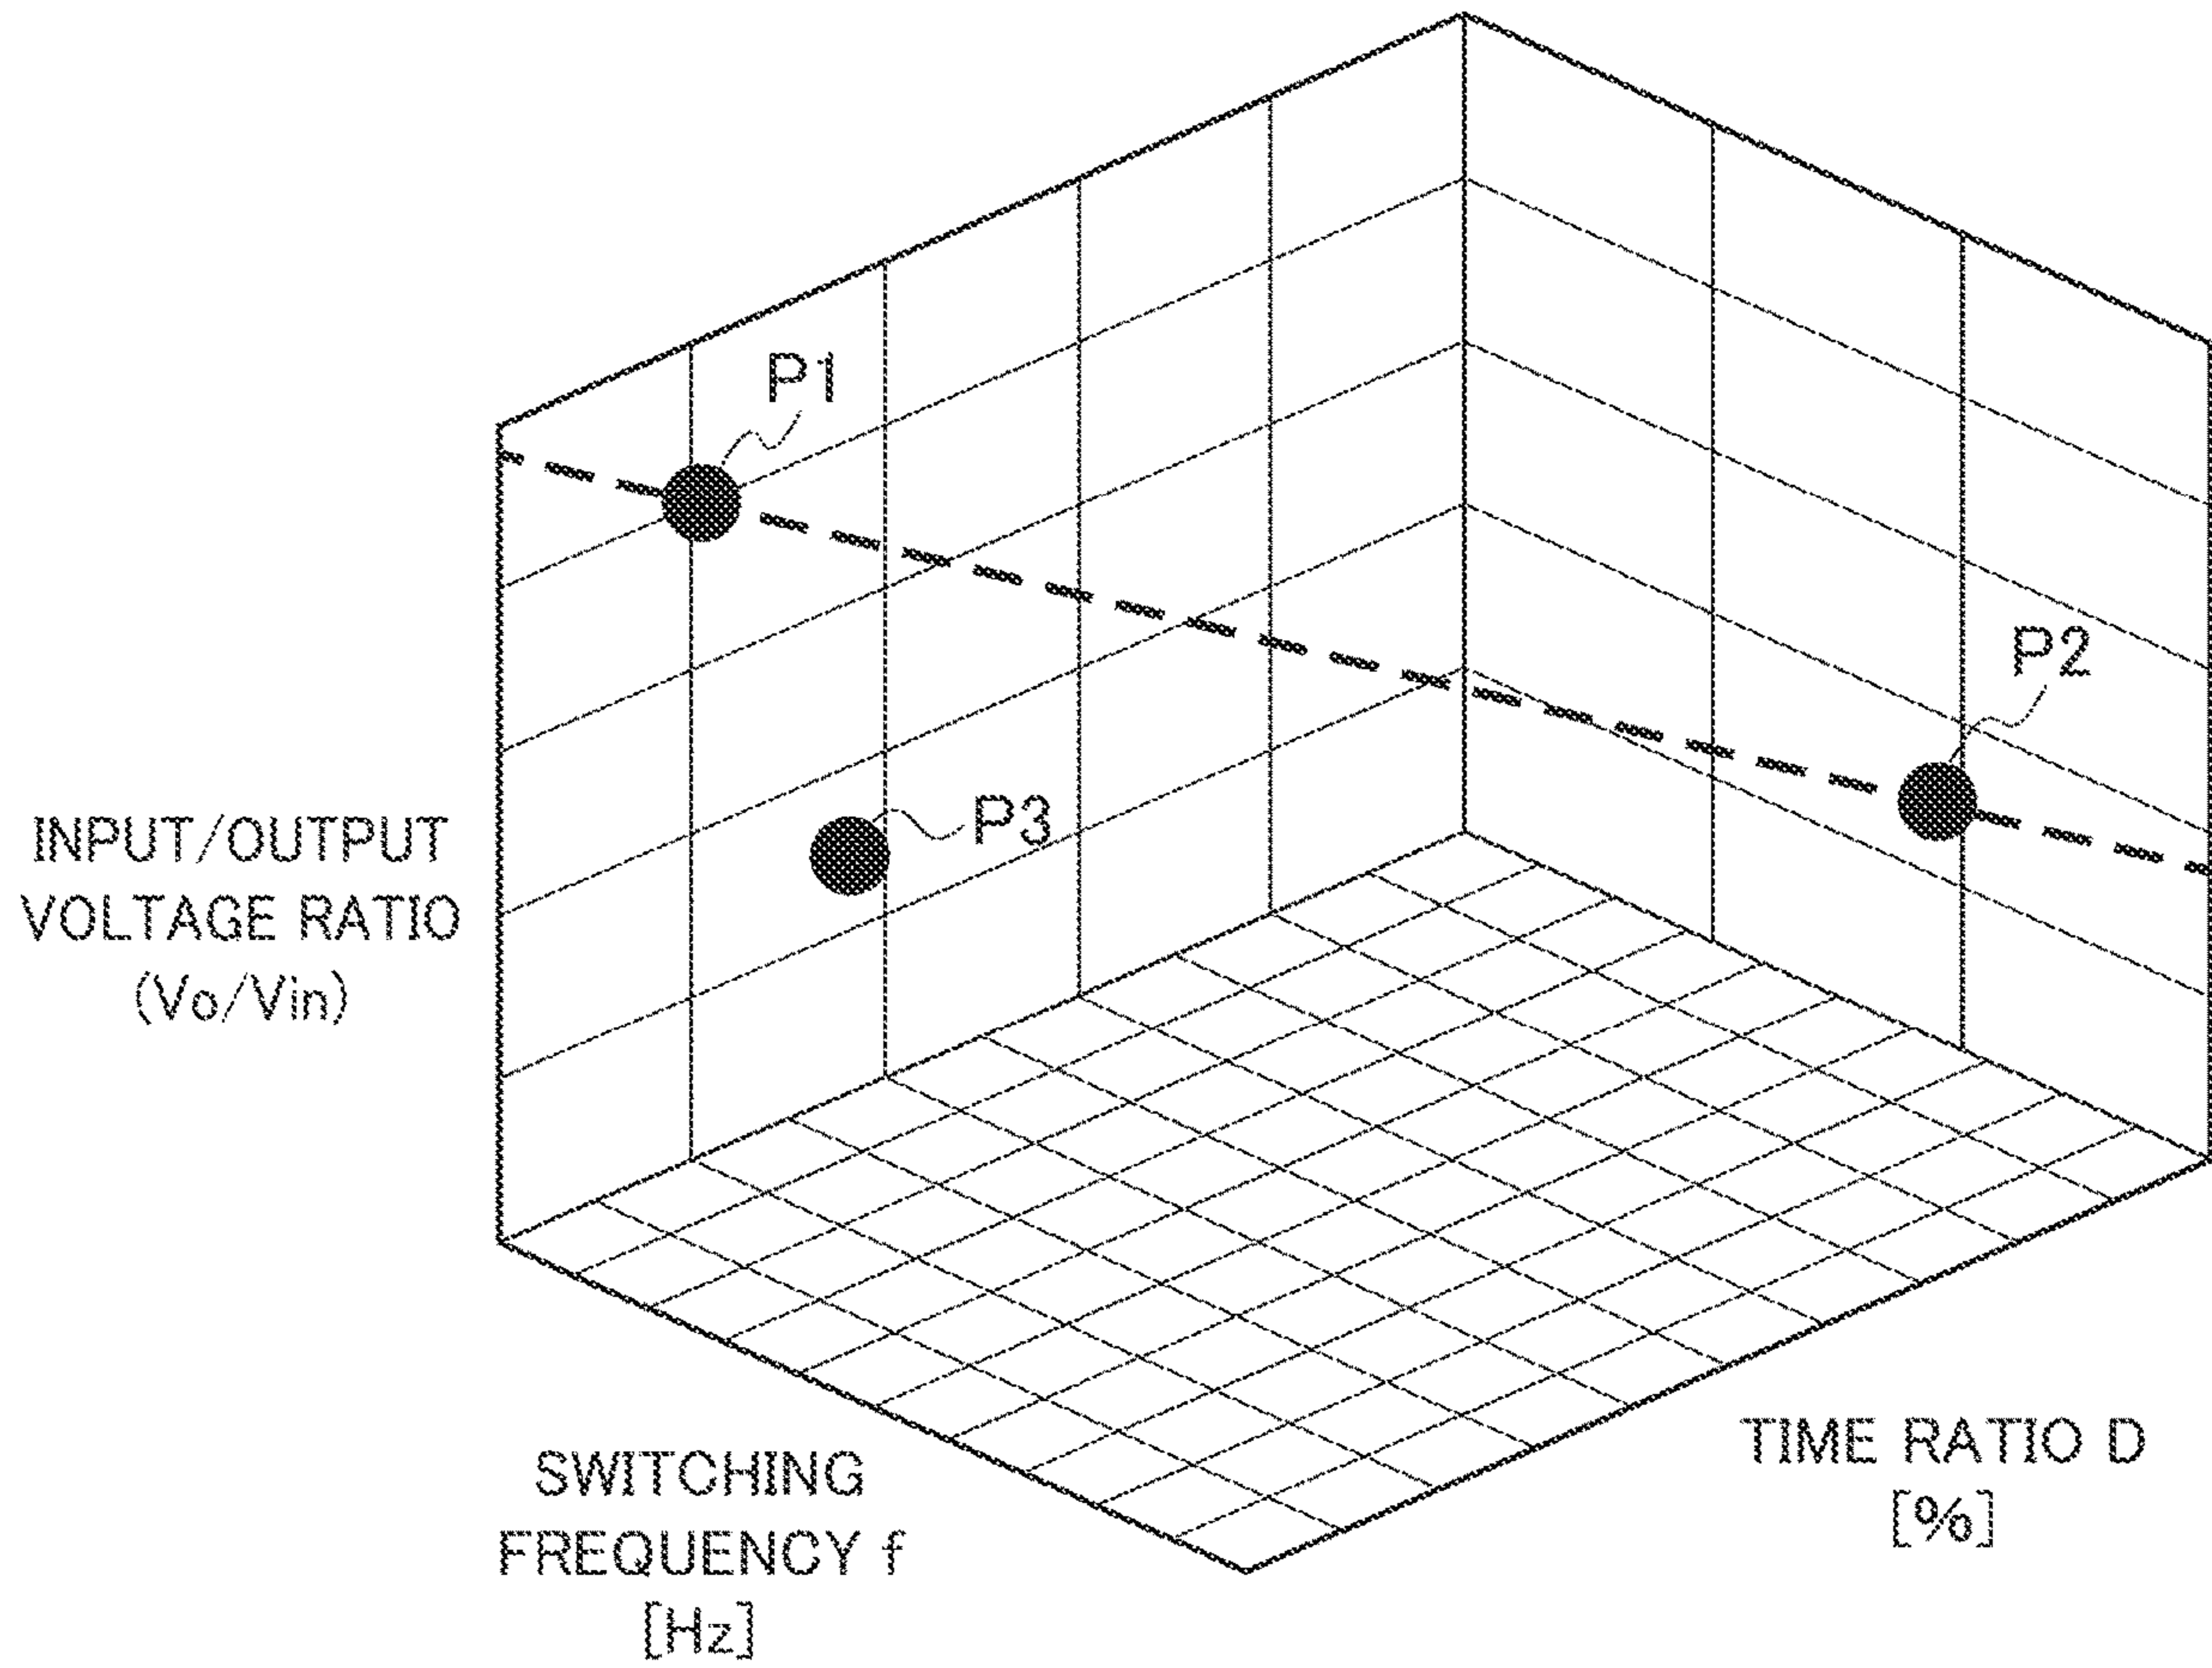 P1
P2
P3
INPUT/OUTPUT
VOLTAGE RATIO
(Vo/Vin)
SWITCHING
FREQUENCY f
[Hz]
TIME RATIO D
[%]